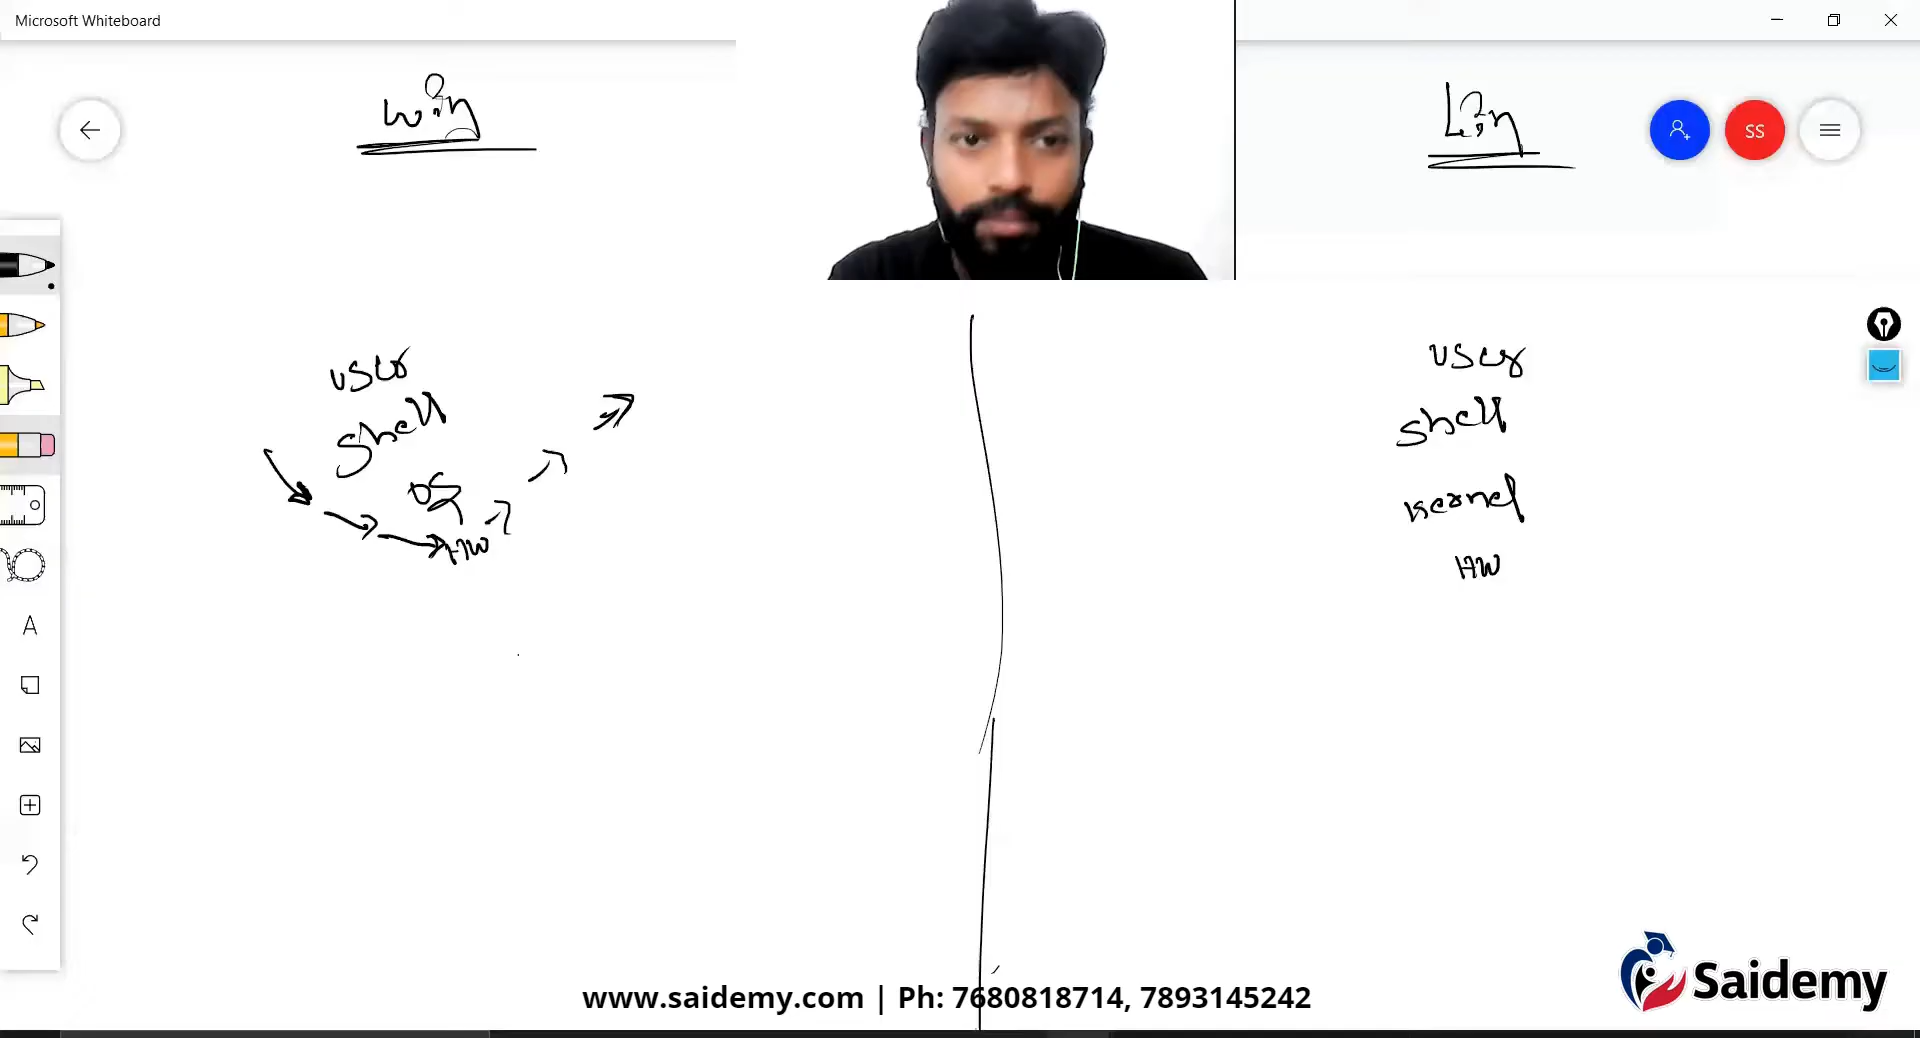 Microsoft Whiteboard
Win
Lin
SS
user
shell
OS
HW
user
shell
kernel
HW
A
www.saidemy.com | Ph: 7680818714, 7893145242
Saidemy